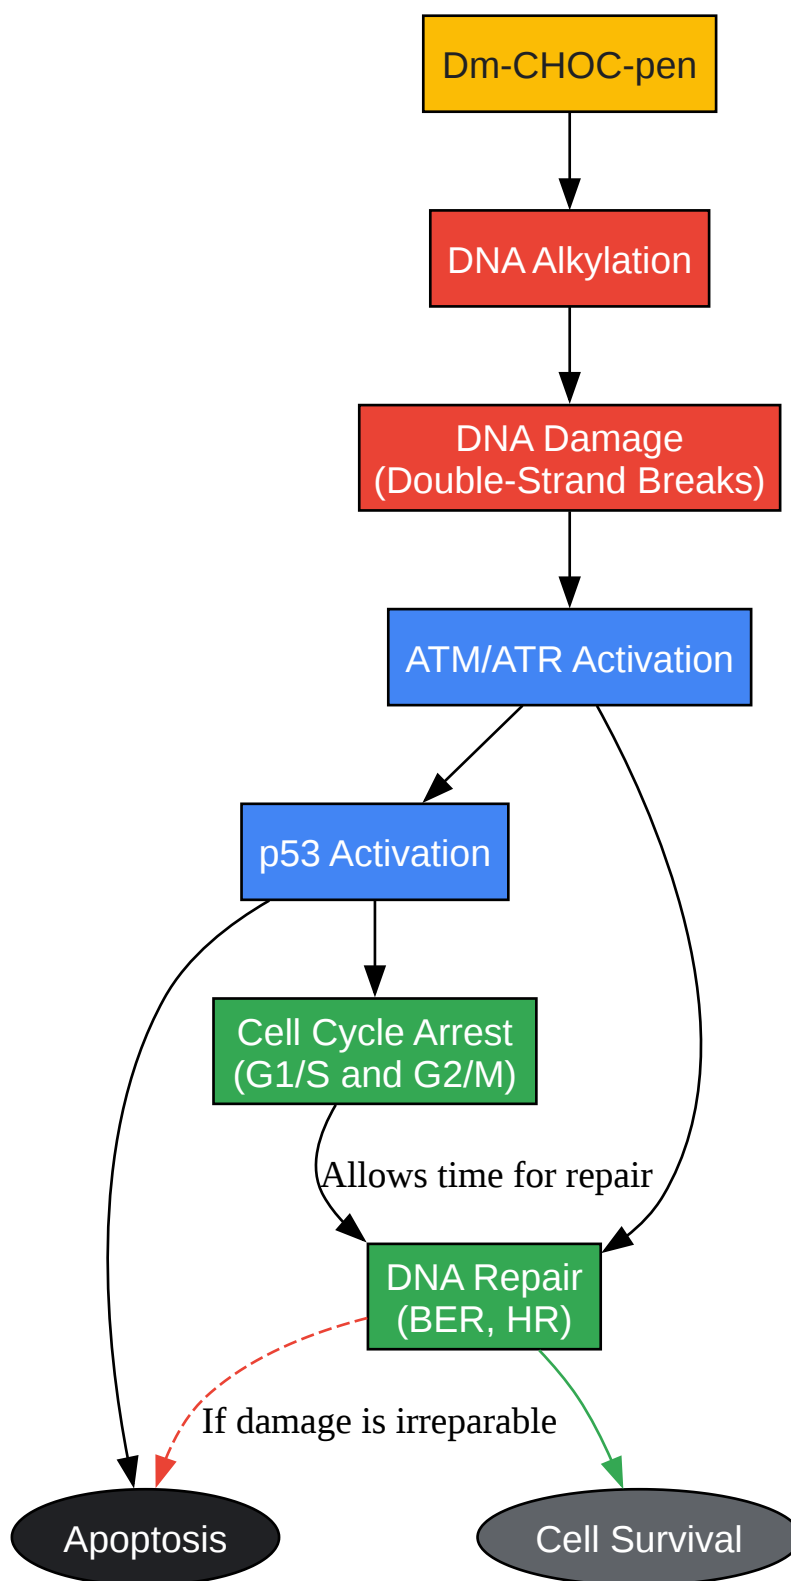 Dm-CHOC-pen
DNA Alkylation
DNA Damage
(Double-Strand Breaks)
ATM/ATR Activation
p53 Activation
Cell Cycle Arrest
(G1/S and G2/M)
Allows time for repair
DNA Repair
(BER, HR)
If damage is irreparable
Apoptosis
Cell Survival